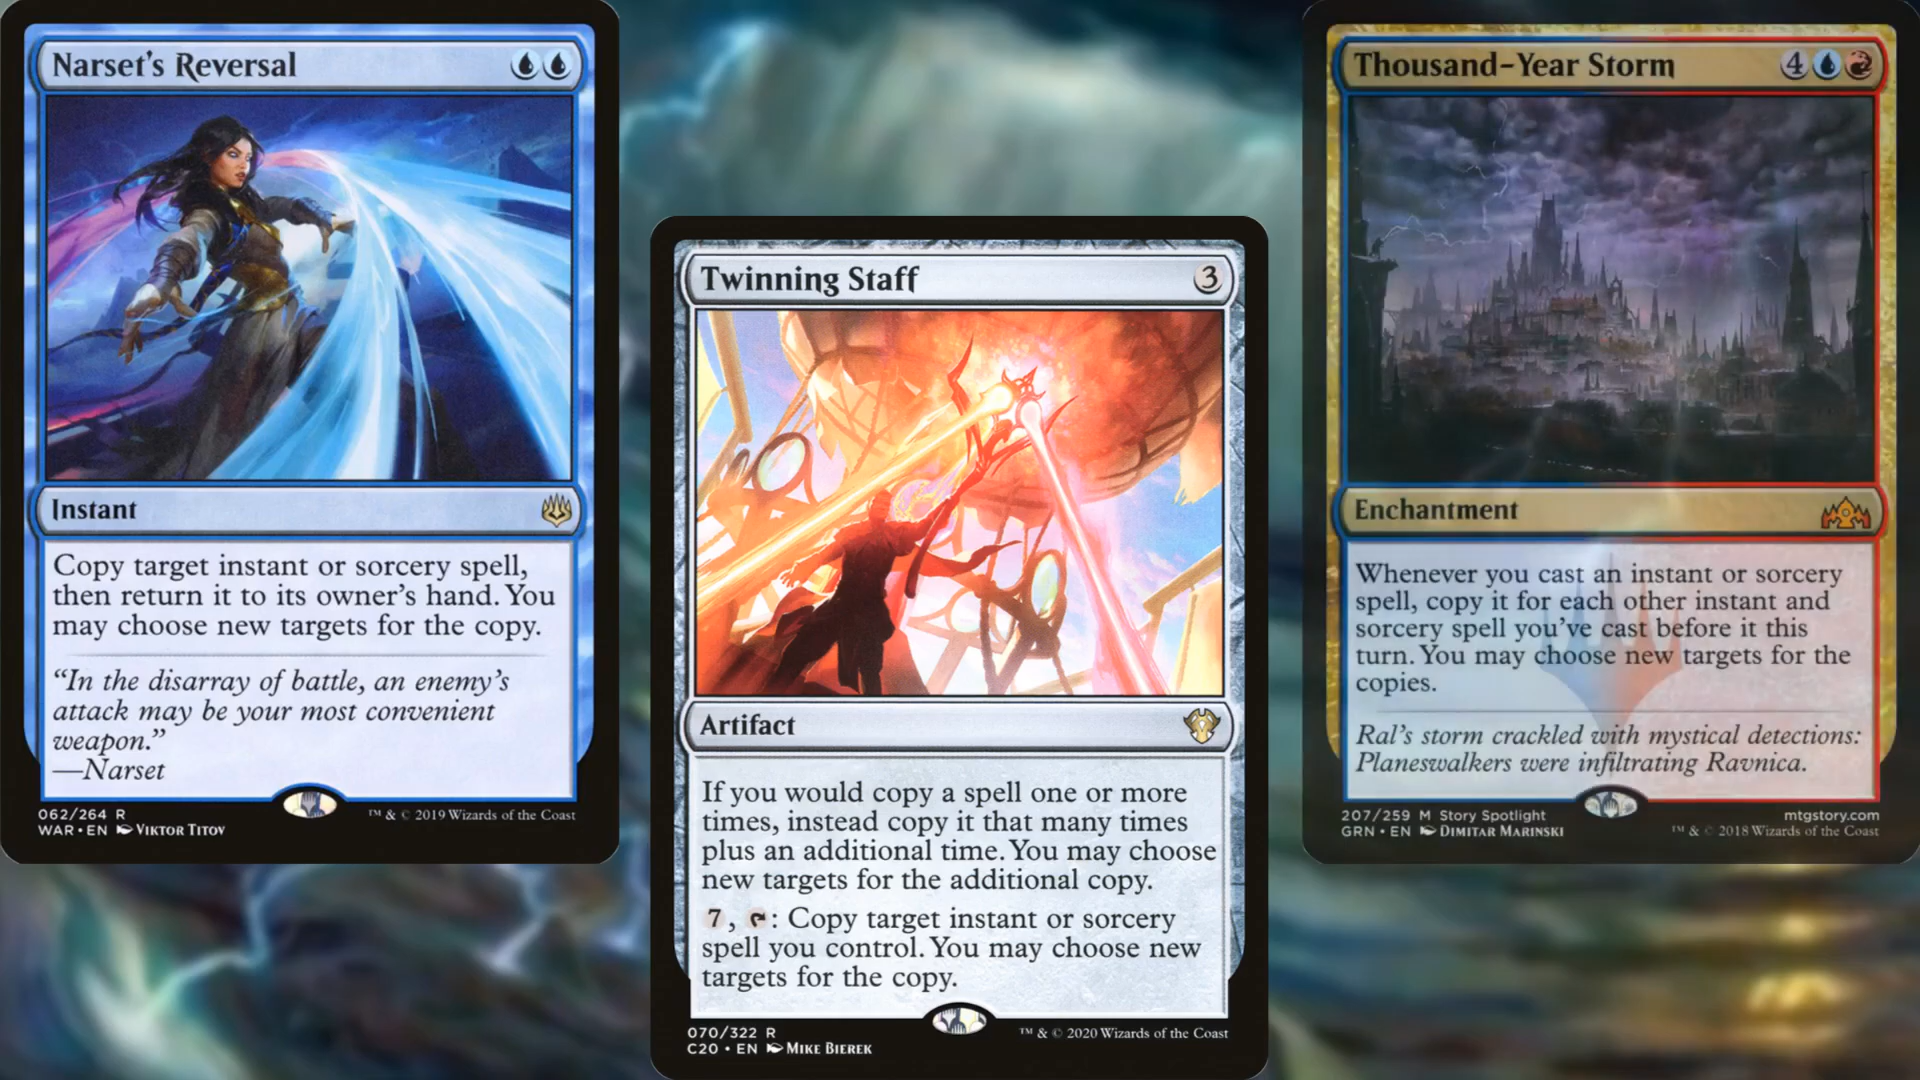 Narset's Reversal
Instant
Copy target instant or sorcery spell,
then return it to its owner's hand. You
may choose new targets for the copy.
“In the disarray of battle, an enemy's
attack may be your most convenient
weapon.”
—Narset
062/264 R
WAR • EN VIKTOR TITOV
™ & © 2019 Wizards of the Coast
Twinning Staff 3
Artifact
If you would copy a spell one or more
times, instead copy it that many times
plus an additional time. You may choose
new targets for the additional copy.
7, : Copy target instant or sorcery
spell you control. You may choose new
targets for the copy.
070/322 R
C20 • EN MIKE BIEREK
™ & © 2020 Wizards of the Coast
Thousand-Year Storm 4
Enchantment
Whenever you cast an instant or sorcery
spell, copy it for each other instant and
sorcery spell you've cast before it this
turn. You may choose new targets for the
copies.
Ral's storm crackled with mystical detections:
Planeswalkers were infiltrating Ravnica.
207/259 M Story Spotlight
GRN • EN DIMITAR MARINSKI
mtgstory.com
™ & © 2018 Wizards of the Coast